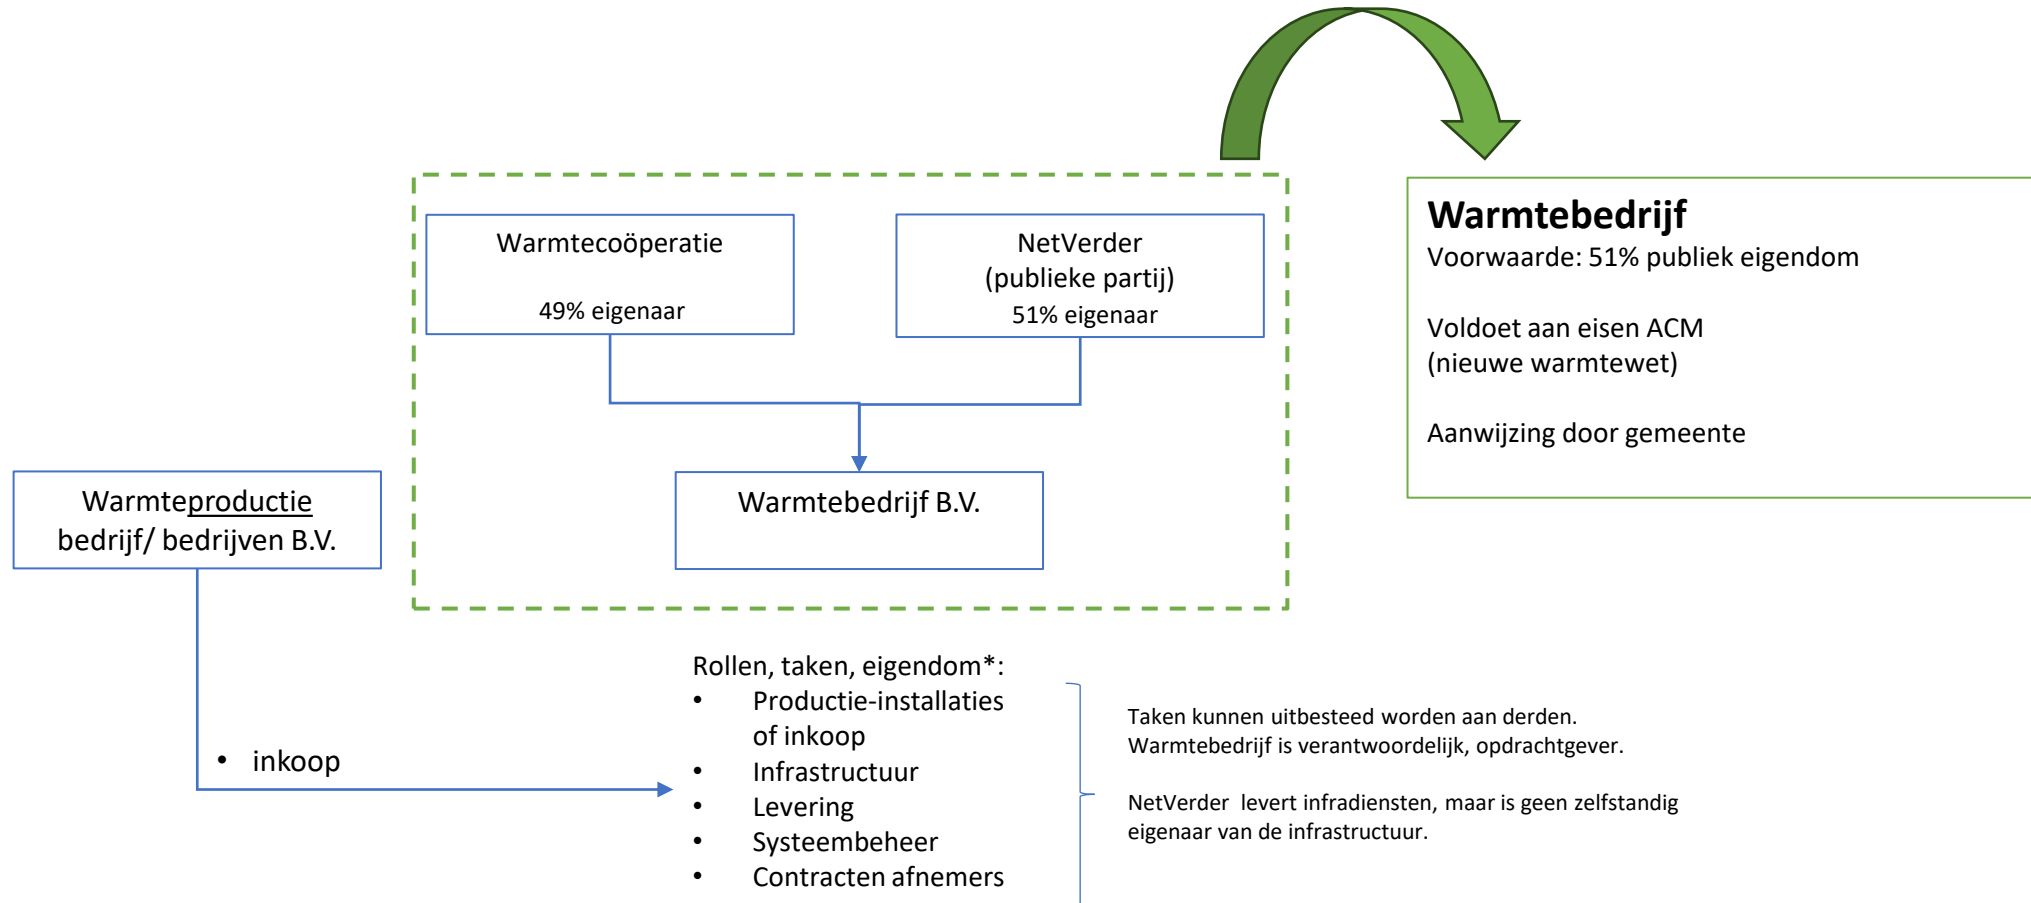 Warmtecoöperatie
49% eigenaar
NetVerder
(publieke partij)
51% eigenaar
Warmtebedrijf
Voorwaarde: 51% publiek eigendom
Voldoet aan eisen ACM
(nieuwe warmtewet)
Aanwijzing door gemeente
Warmteproductie
bedrijf/ bedrijven B.V.
Warmtebedrijf B.V.
• inkoop
Rollen, taken, eigendom*:
• Productie-installaties
of inkoop
• Infrastructuur
• Levering
• Systeembeheer
• Contracten afnemers
Taken kunnen uitbesteed worden aan derden.
Warmtebedrijf is verantwoordelijk, opdrachtgever.
NetVerder levert infradiensten, maar is geen zelfstandig
eigenaar van de infrastructuur.